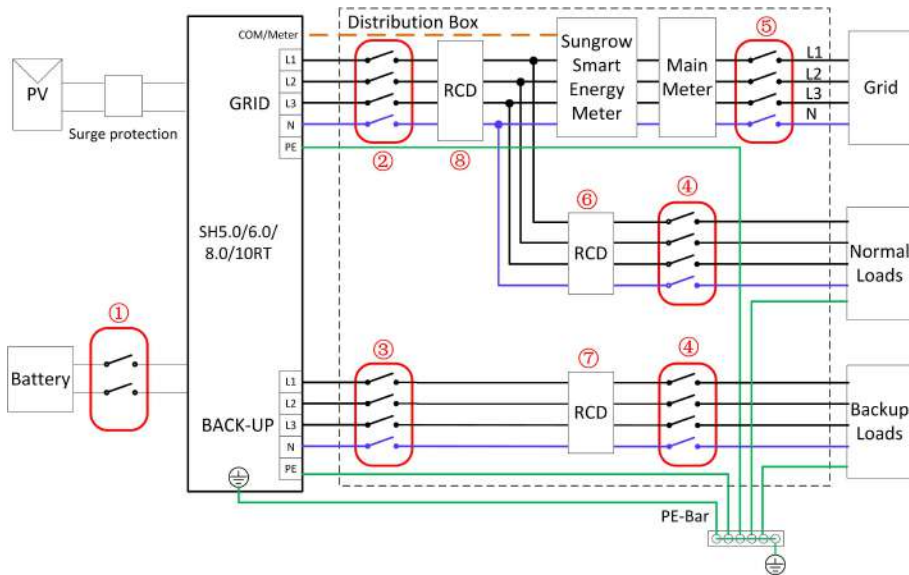 Distribution Box
COM/Meter
L1
L2
L3
N
PE
GRID
PV
Surge protection
②
RCD
⑧
Sungrow
Smart
Energy
Meter
Main
Meter
⑤
L1
L2
L3
N
Grid
SH5.0/6.0/
8.0/10RT
⑥
RCD
④
Normal
Loads
①
Battery
③
⑦
RCD
④
L1
L2
L3
N
PE
BACK-UP
Backup
Loads
PE-Bar